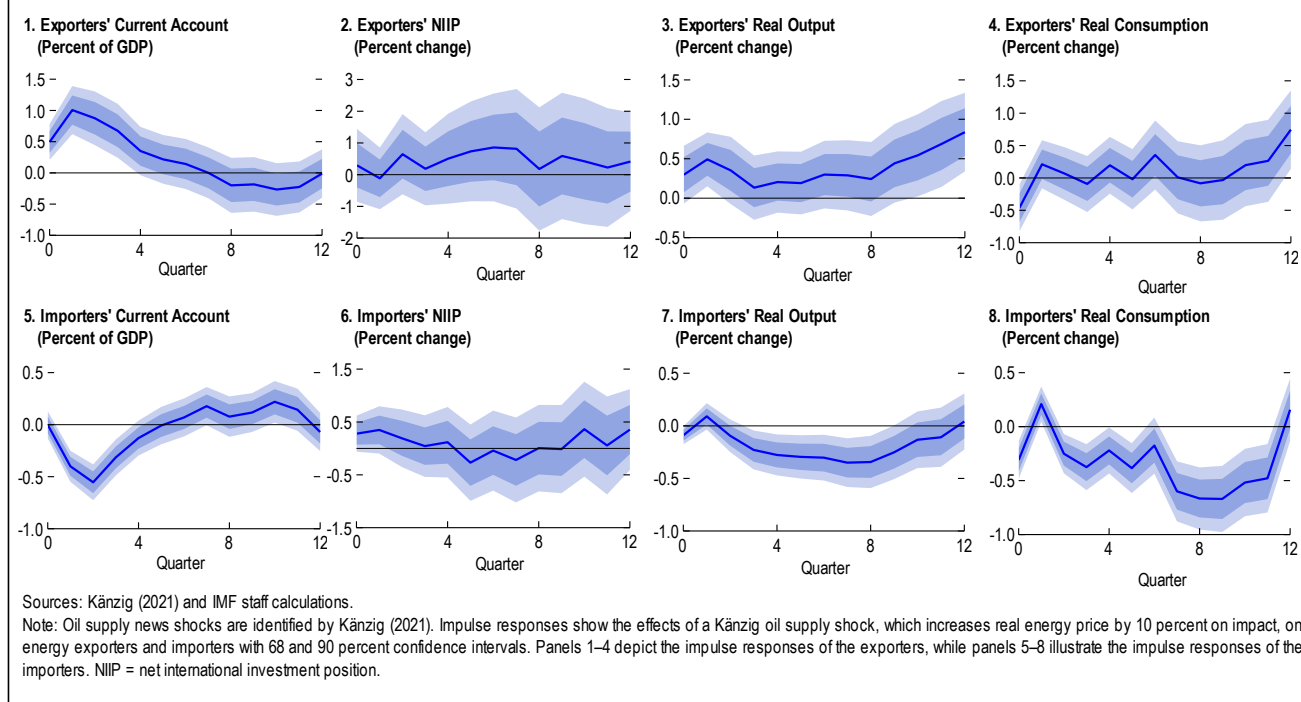 1. Exporters' Current Account
(Percent of GDP)
1.5
1.0
0.5
0.0
-0.5
-1.0
0
4
8
12
Quarter
2. Exporters' NIIP
(Percent change)
3
2
1
0
-1
-2
0
4
8
12
Quarter
3. Exporters' Real Output
(Percent change)
1.5
1.0
0.5
0.0
-0.5
0
4
8
12
Quarter
4. Exporters' Real Consumption
(Percent change)
1.5
1.0
0.5
0.0
-0.5
-1.0
0
4
8
12
Quarter
5. Importers' Current Account
(Percent of GDP)
0.5
0.0
-0.5
-1.0
0
4
8
12
Quarter
6. Importers' NIIP
(Percent change)
1.5
0.5
-0.5
-1.5
0
4
8
12
Quarter
7. Importers' Real Output
(Percent change)
0.5
0.0
-0.5
-1.0
0
4
8
12
Quarter
8. Importers' Real Consumption
(Percent change)
0.5
0.0
-0.5
-1.0
0
4
8
12
Quarter
Sources: Känzig (2021) and IMF staff calculations.
Note: Oil supply news shocks are identified by Känzig (2021). Impulse responses show the effects of a Känzig oil supply shock, which increases real energy price by 10 percent on impact, on
energy exporters and importers with 68 and 90 percent confidence intervals. Panels 1–4 depict the impulse responses of the exporters, while panels 5–8 illustrate the impulse responses of the
importers. NIIP = net international investment position.